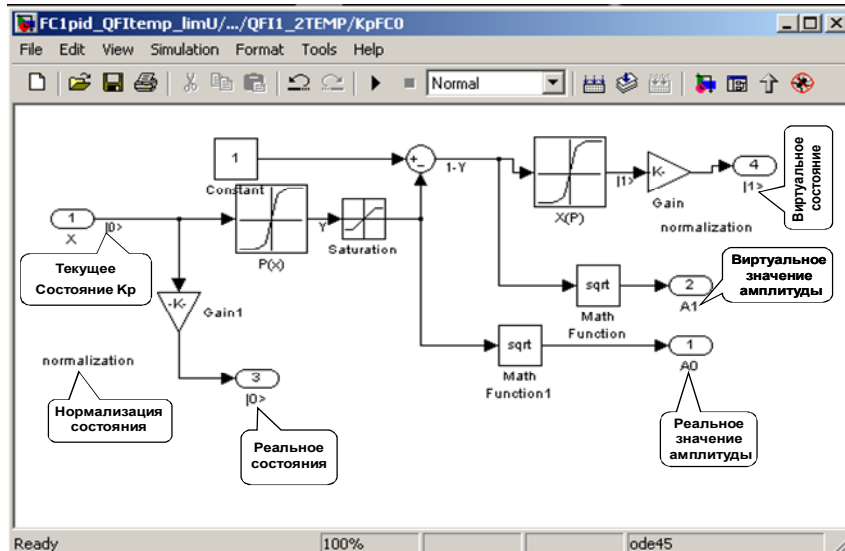 FC1pid_QFItemp_limU/.../QFI1_2TEMP/KpFC0
File Edit View Simulation Format Tools Help
Normal
1
Constant
1
X
|0>
Текущее
Состояние Kp
P(x)
Y
Saturation
+
-
1-Y
X(P)
|1>
K-
Gain
normalization
4
|1>
Виртуальное
состояние
-K-
Gain1
normalization
Нормализация
состояния
3
|0>
Реальное
состояния
sqrt
Math
Function
2
A1
Виртуальное
значение
амплитуды
sqrt
Math
Function1
1
A0
Реальное
значение
амплитуды
Ready 100% ode45